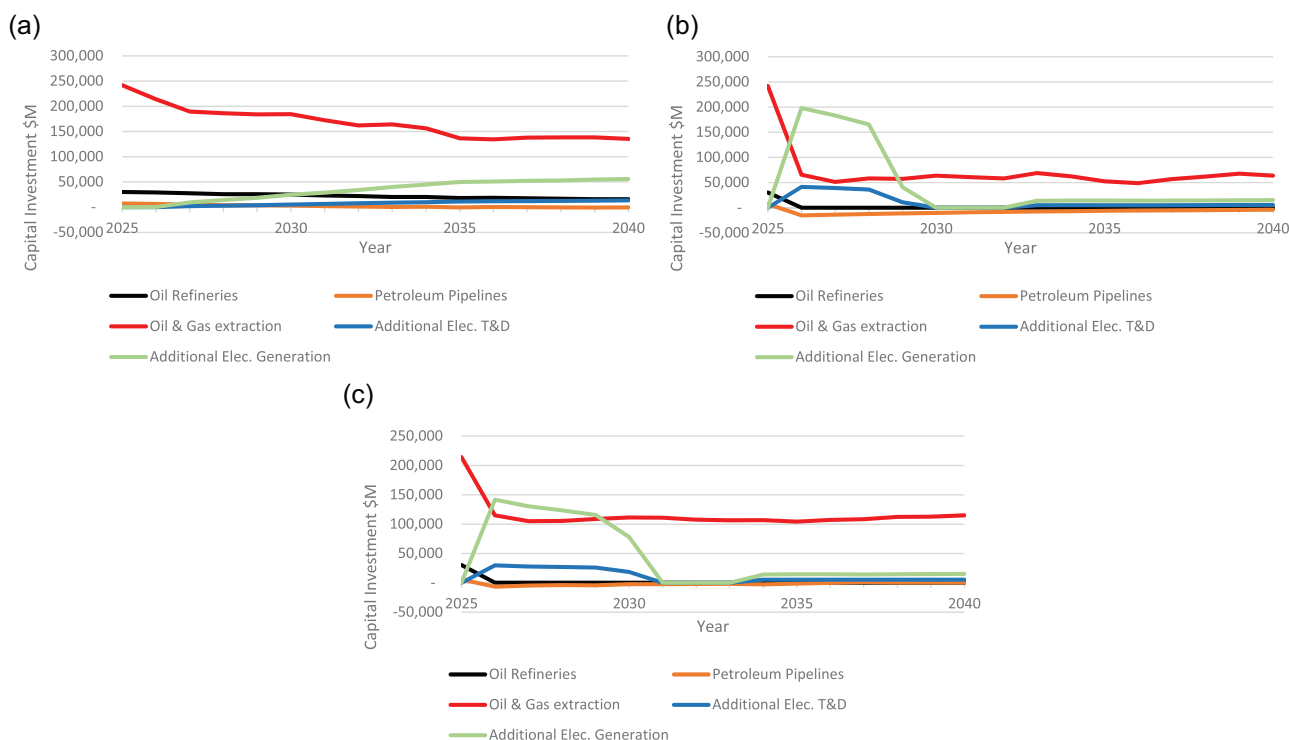 (a)
300,000
250,000
200,000
150,000
100,000
50,000
-
-50,000
Capital Investment $M
2025 2030 2035 2040
Year
Oil Refineries Petroleum Pipelines
Oil & Gas extraction Additional Elec. T&D
Additional Elec. Generation
(b)
300,000
250,000
200,000
150,000
100,000
50,000
-
-50,000
Capital Investment $M
2025 2030 2035 2040
Year
Oil Refineries Petroleum Pipelines
Oil & Gas extraction Additional Elec. T&D
Additional Elec. Generation
(c)
250,000
200,000
150,000
100,000
50,000
-
-50,000
Capital Investment $M
2025 2030 2035 2040
Year
Oil Refineries Petroleum Pipelines
Oil & Gas extraction Additional Elec. T&D
Additional Elec. Generation